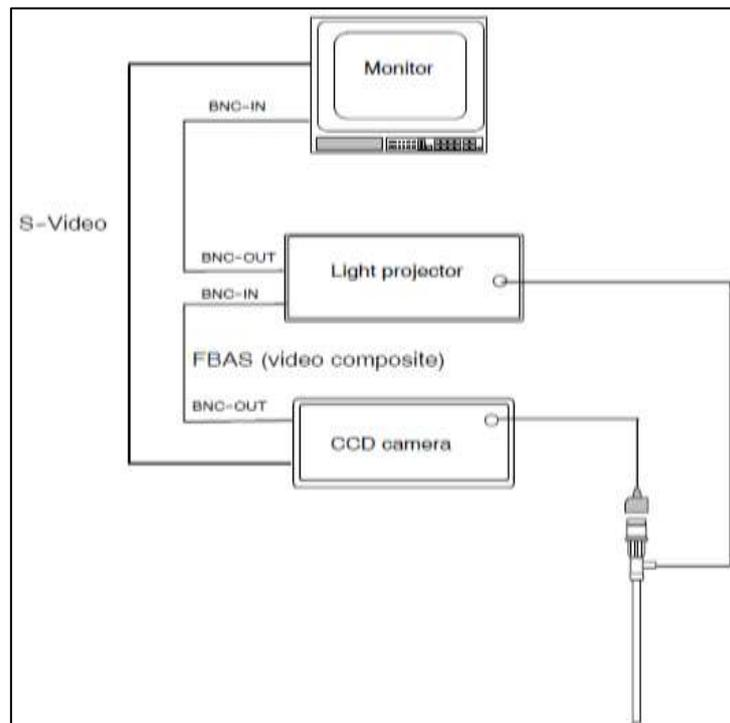 Monitor
BNC-IN
S-Video
BNC-OUT
Light projector
BNC-IN
FBAS (video composite)
BNC-OUT
CCD camera